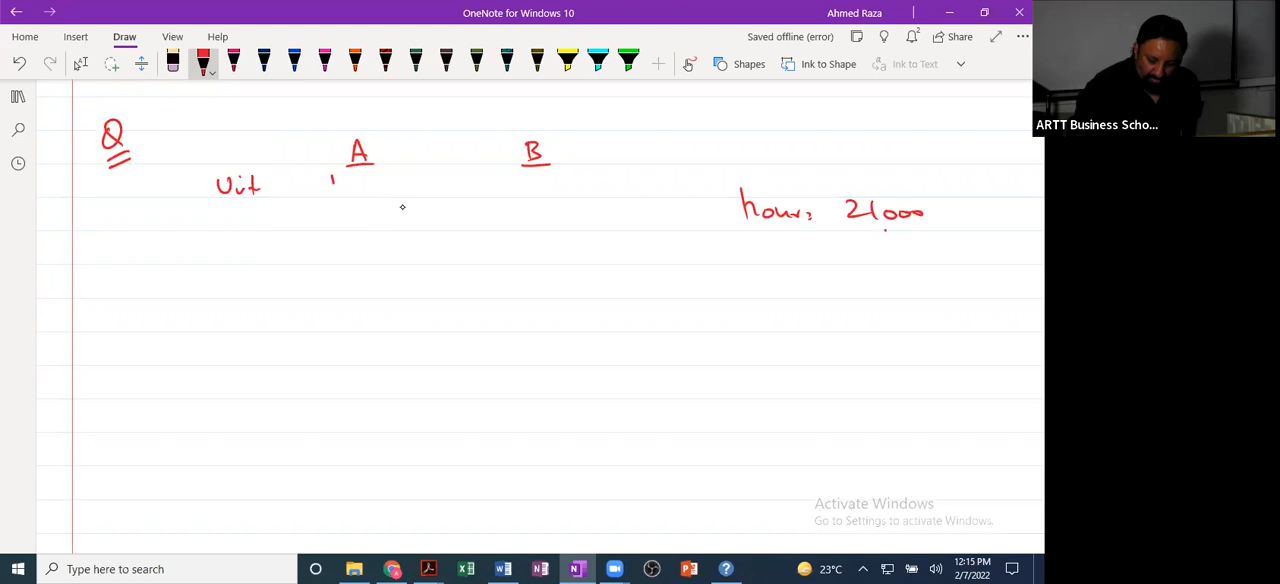 OneNote for Windows 10
Ahmed Raza
Home Insert Draw View Help
Saved offline (error)
Share
Shapes
Ink to Shape
Ink to Text
ARTT Business Scho...
Q
A B
Unit
hours 21000
Activate Windows
Go to Settings to activate Windows.
Type here to search
23°C
12:15 PM
2/7/2022